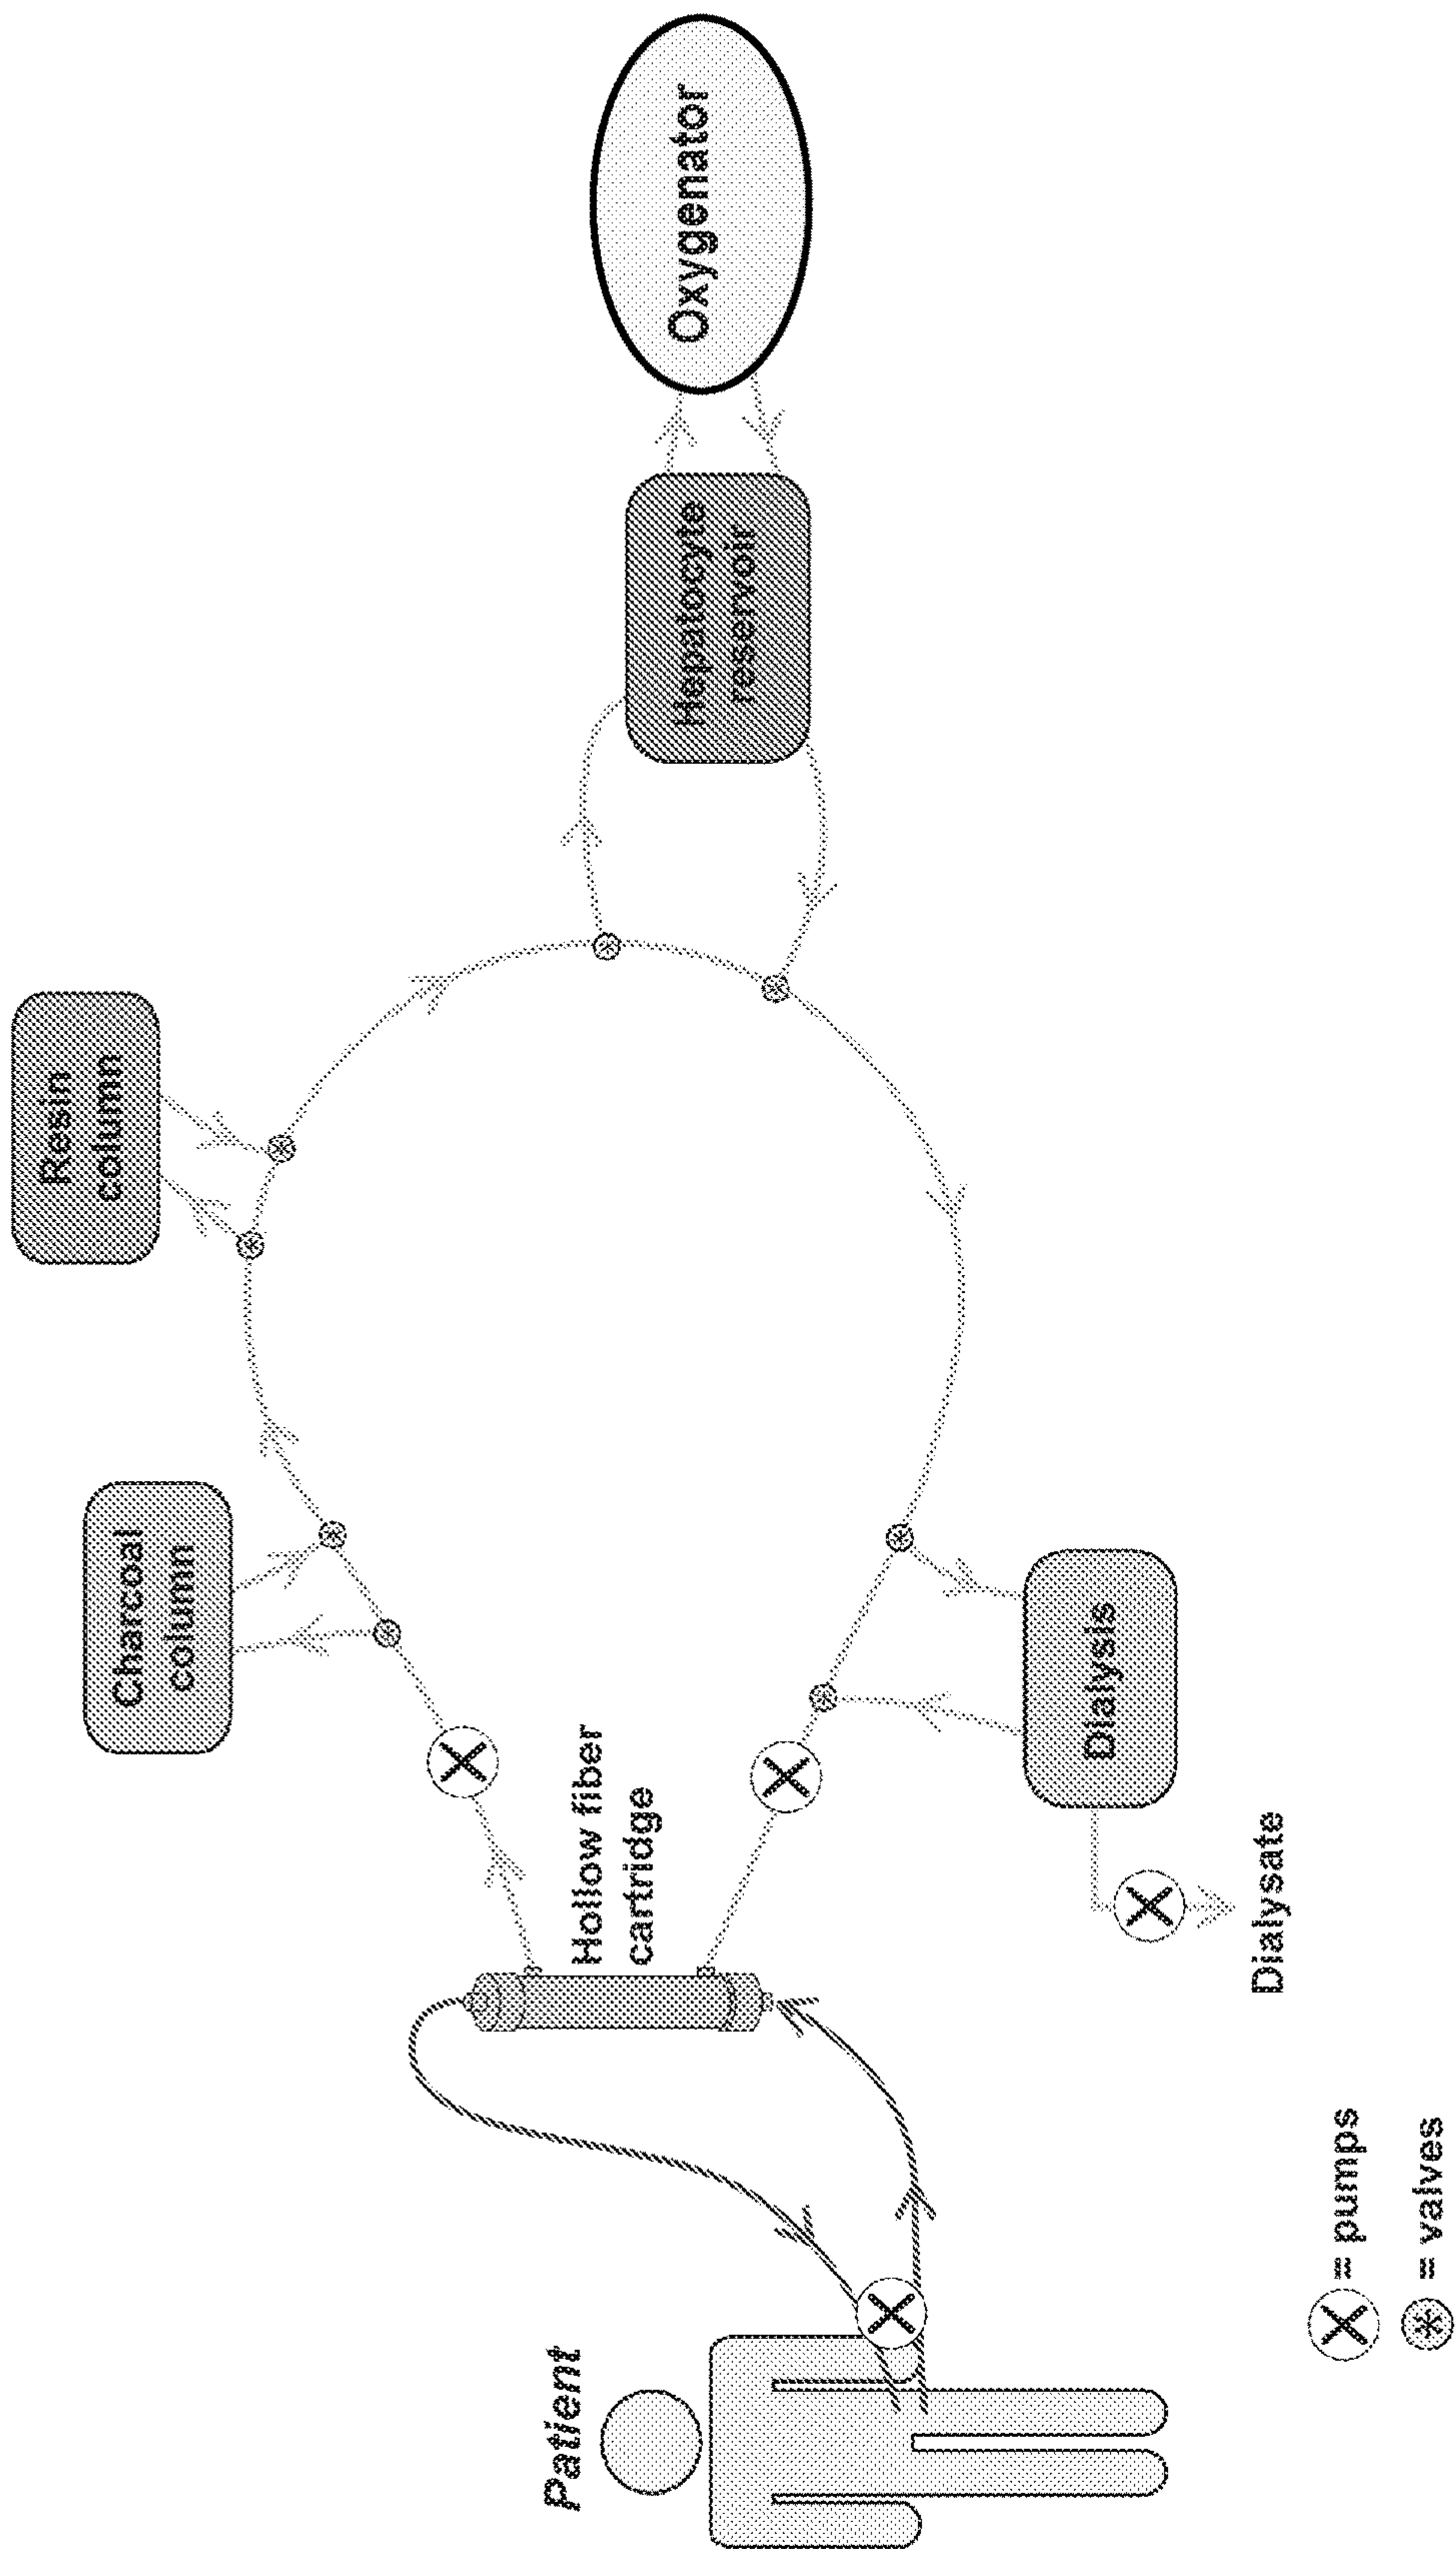 Patient
Hollow fiber
cartridge
Charcoal
column
Resin
column
Hepatocyte
reservoir
Oxygenator
Dialysis
Dialysate
= pumps
= valves